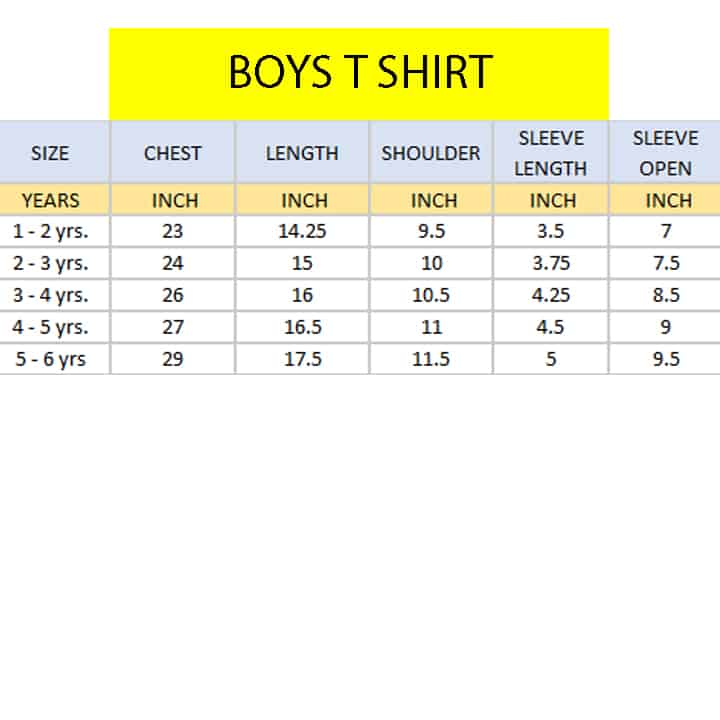 BOYS T SHIRT
SIZE CHEST LENGTH SHOULDER SLEEVE LENGTH SLEEVE OPEN
YEARS INCH INCH INCH INCH INCH
1 - 2 yrs. 23 14.25 9.5 3.5 7
2 - 3 yrs. 24 15 10 3.75 7.5
3 - 4 yrs. 26 16 10.5 4.25 8.5
4 - 5 yrs. 27 16.5 11 4.5 9
5 - 6 yrs 29 17.5 11.5 5 9.5